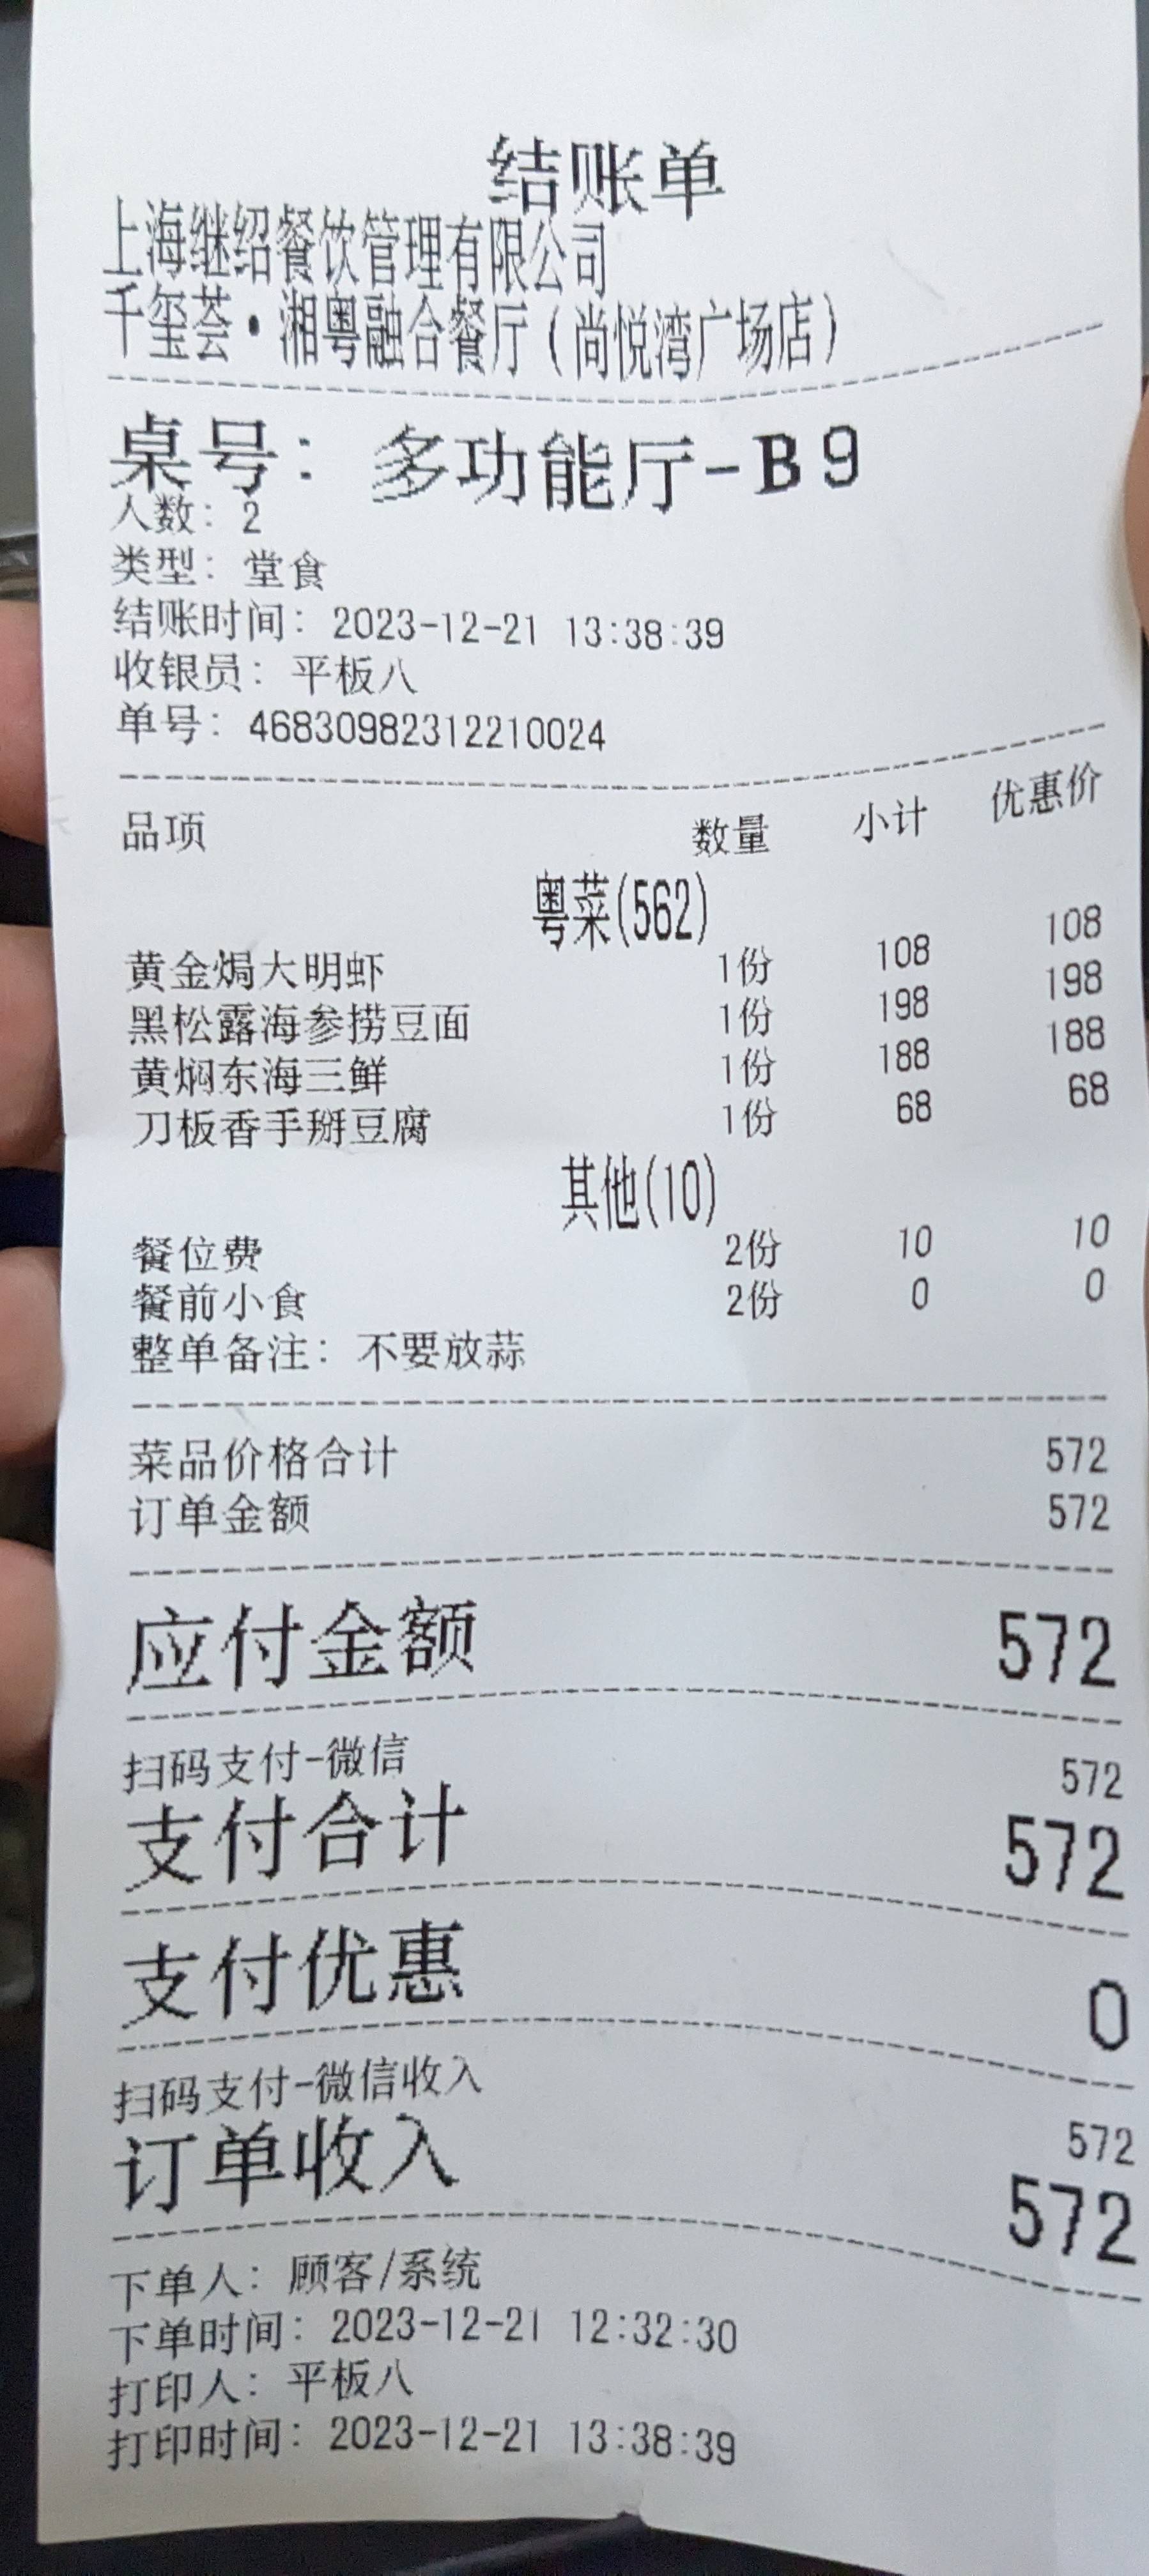 结账单
上海继绍餐饮管理有限公司
千玺荟·湘粤融合餐厅(尚悦湾广场店)
桌号: 多功能厅-B9
人数: 2
类型: 堂食
结账时间: 2023-12-21 13:38:39
收银员: 平板八
单号: 46830982312210024
品项 数量 小计 优惠价
粤菜(562)
黄金焗大明虾 1份 108 108
黑松露海参捞豆面 1份 198 198
黄焖东海三鲜 1份 188 188
刀板香手掰豆腐 1份 68 68
其他(10)
餐位费 2份 10 10
餐前小食 2份 0 0
整单备注: 不要放蒜
菜品价格合计 572
订单金额 572
应付金额 572
扫码支付-微信 572
支付合计 572
支付优惠 0
扫码支付-微信收入 572
订单收入 572
下单人: 顾客/系统
下单时间: 2023-12-21 12:32:30
打印人: 平板八
打印时间: 2023-12-21 13:38:39